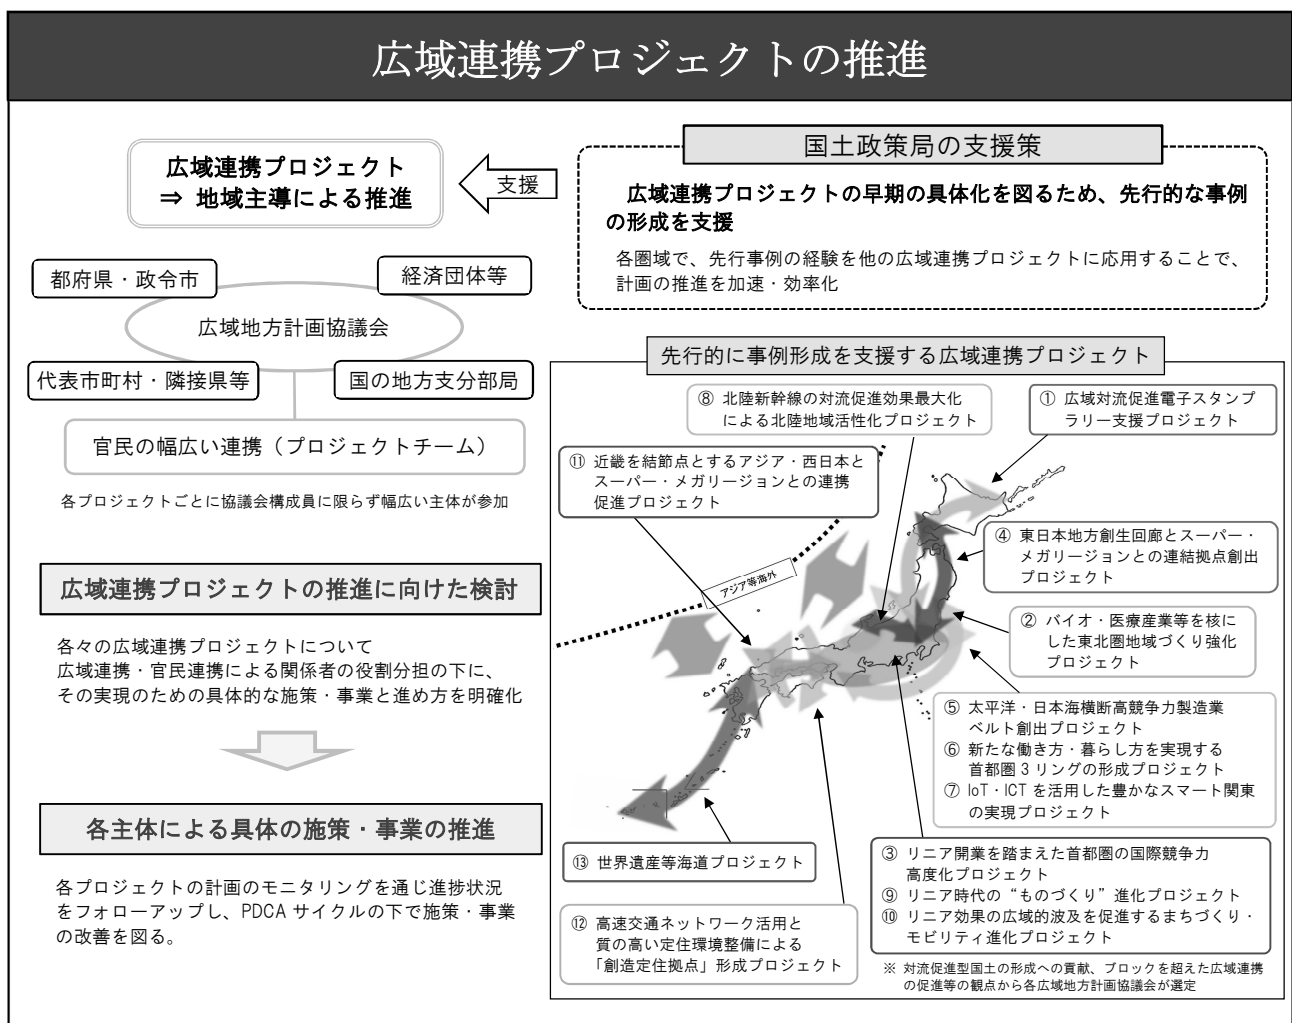 広域連携プロジェクトの推進
広域連携プロジェクト
⇒ 地域主導による推進
支援
国土政策局の支援策
広域連携プロジェクトの早期の具体化を図るため、先行的な事例
の形成を支援
各圏域で、先行事例の経験を他の広域連携プロジェクトに応用することで、
計画の推進を加速・効率化
都府県・政令市
経済団体等
広域地方計画協議会
代表市町村・隣接県等
国の地方支分部局
官民の幅広い連携（プロジェクトチーム）
各プロジェクトごとに協議会構成員に限らず幅広い主体が参加
広域連携プロジェクトの推進に向けた検討
各々の広域連携プロジェクトについて
広域連携・官民連携による関係者の役割分担の下に、
その実現のための具体的な施策・事業と進め方を明確化
各主体による具体の施策・事業の推進
各プロジェクトの計画のモニタリングを通じ進捗状況
をフォローアップし、PDCA サイクルの下で施策・事業
の改善を図る。
先行的に事例形成を支援する広域連携プロジェクト
⑧ 北陸新幹線の対流促進効果最大化
による北陸地域活性化プロジェクト
① 広域対流促進電子スタンプ
ラリー支援プロジェクト
⑪ 近畿を結節点とするアジア・西日本と
スーパー・メガリージョンとの連携
促進プロジェクト
④ 東日本地方創生回廊とスーパー・
メガリージョンとの連結拠点創出
プロジェクト
アジア等海外
② バイオ・医療産業等を核に
した東北圏地域づくり強化
プロジェクト
⑤ 太平洋・日本海横断高競争力製造業
ベルト創出プロジェクト
⑥ 新たな働き方・暮らし方を実現する
首都圏３リングの形成プロジェクト
⑦ IoT・ICT を活用した豊かなスマート関東
の実現プロジェクト
⑬ 世界遺産等海道プロジェクト
③ リニア開業を踏まえた首都圏の国際競争力
高度化プロジェクト
⑨ リニア時代の“ものづくり”進化プロジェクト
⑩ リニア効果の広域的波及を促進するまちづくり・
モビリティ進化プロジェクト
⑫ 高速交通ネットワーク活用と
質の高い定住環境整備による
「創造定住拠点」形成プロジェクト
※ 対流促進型国土の形成への貢献、ブロックを超えた広域連携
の促進等の観点から各広域地方計画協議会が選定